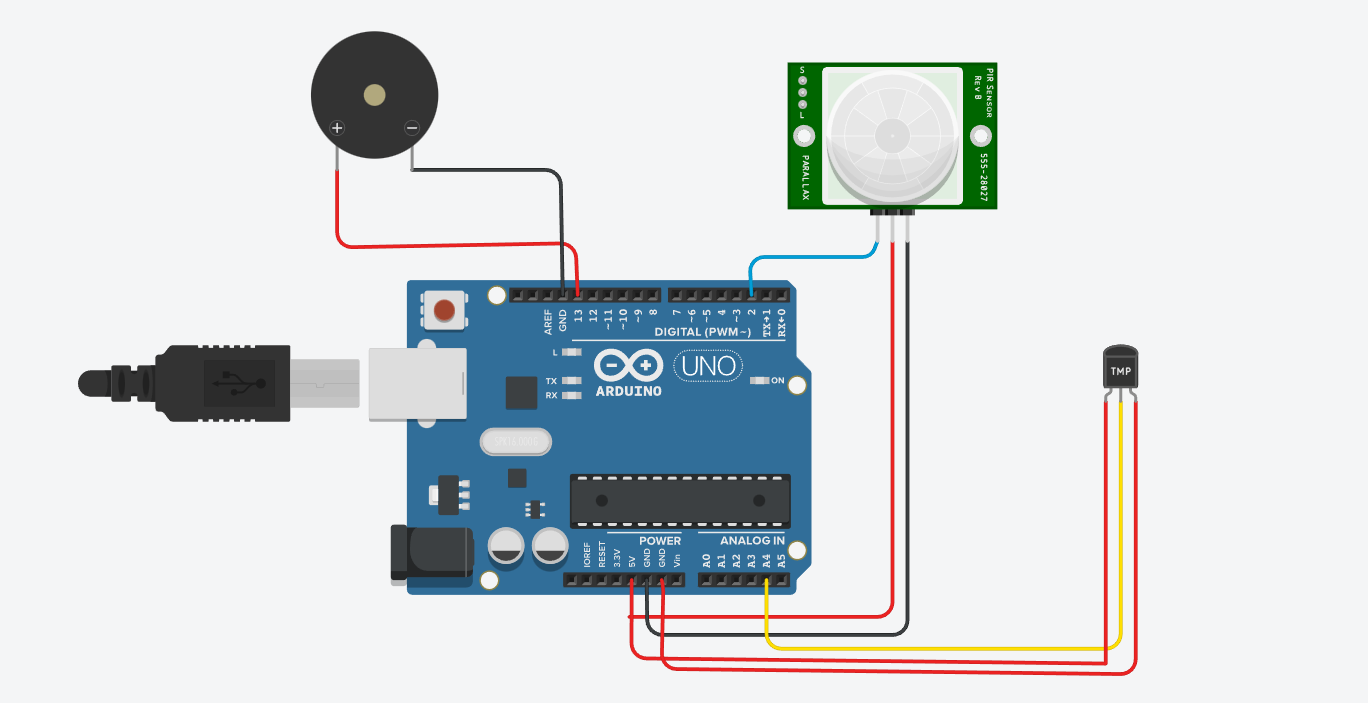 +
−
S
L
PARALLAX
PIR SENSOR
REV B
555-28027
AREF
GND
13
12
~11
~10
~9
8
7
~6
~5
4
~3
2
TX→1
RX←0
DIGITAL (PWM~)
L
TX
RX
ARDUINO
UNO
ON
TMP
POWER
ANALOG IN
IOREF
RESET
3.3V
5V
GND
GND
Vin
A0
A1
A2
A3
A4
A5